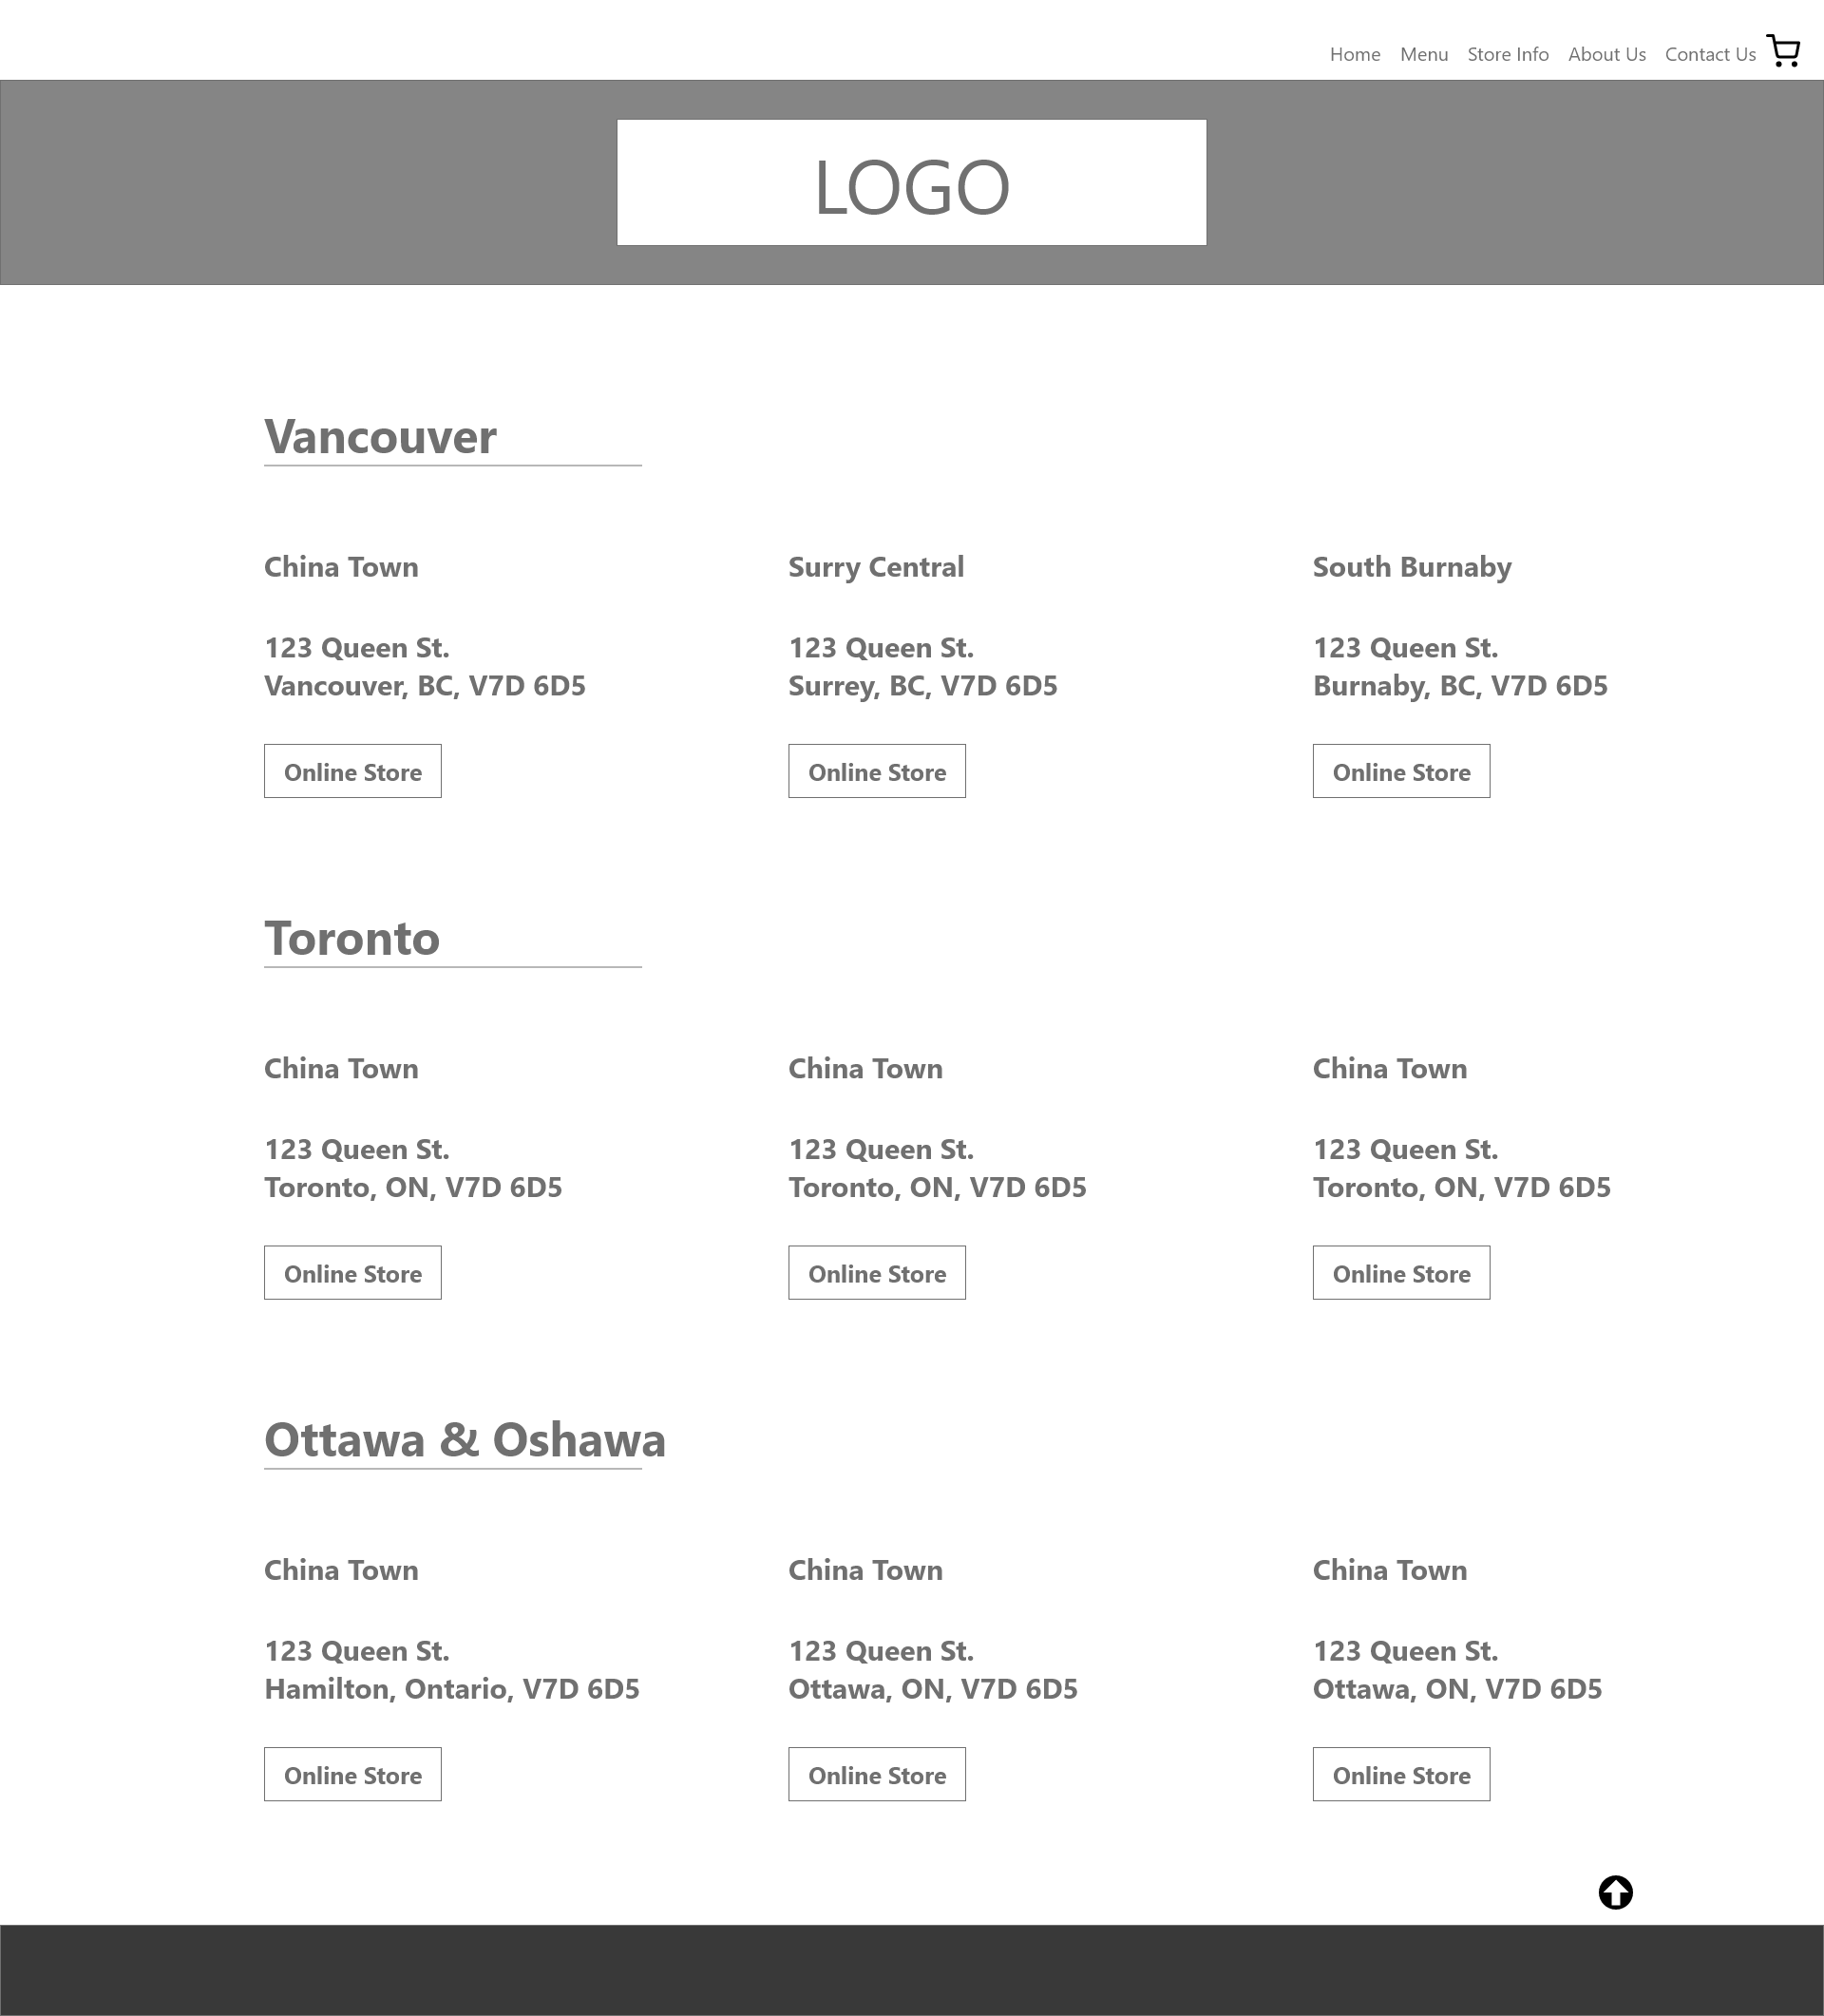 Home Menu Store Info About Us Contact Us
LOGO
Vancouver
China Town
123 Queen St.
Vancouver, BC, V7D 6D5
Online Store
Surry Central
123 Queen St.
Surrey, BC, V7D 6D5
Online Store
South Burnaby
123 Queen St.
Burnaby, BC, V7D 6D5
Online Store
Toronto
China Town
123 Queen St.
Toronto, ON, V7D 6D5
Online Store
China Town
123 Queen St.
Toronto, ON, V7D 6D5
Online Store
China Town
123 Queen St.
Toronto, ON, V7D 6D5
Online Store
Ottawa & Oshawa
China Town
123 Queen St.
Hamilton, Ontario, V7D 6D5
Online Store
China Town
123 Queen St.
Ottawa, ON, V7D 6D5
Online Store
China Town
123 Queen St.
Ottawa, ON, V7D 6D5
Online Store